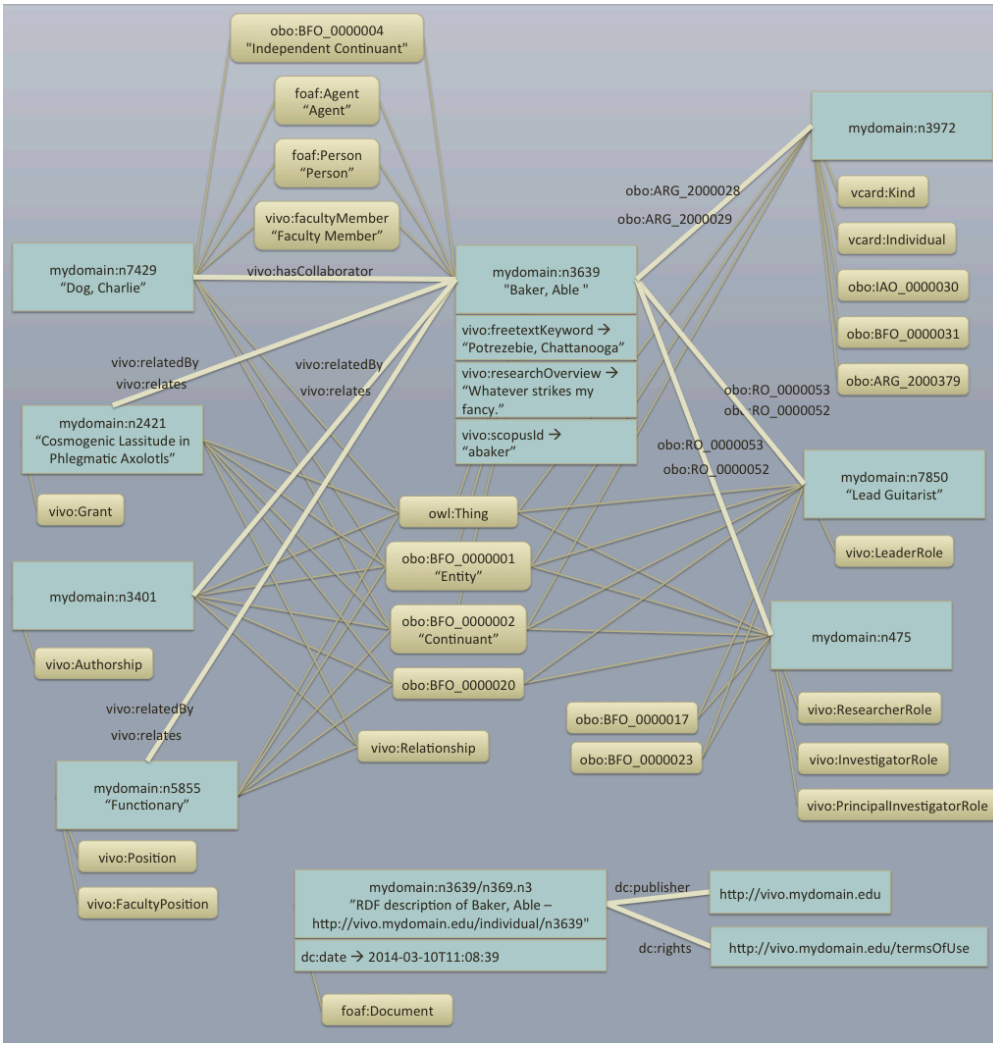 obo:BFO_0000004
"Independent Continuant"
foaf:Agent
“Agent”
foaf:Person
“Person”
vivo:facultyMember
“Faculty Member”
mydomain:n7429
“Dog, Charlie”
vivo:hasCollaborator
mydomain:n3639
"Baker, Able "
vivo:freetextKeyword →
“Potrezebie, Chattanooga”
vivo:researchOverview →
“Whatever strikes my
fancy.”
vivo:scopusId →
“abaker”
mydomain:n3972
obo:ARG_2000028
obo:ARG_2000029
vcard:Kind
vcard:Individual
obo:IAO_0000030
obo:BFO_0000031
obo:ARG_2000379
vivo:relatedBy
vivo:relates
vivo:relatedBy
vivo:relates
obo:RO_0000053
obo:RO_0000052
obo:RO_0000053
obo:RO_0000052
mydomain:n2421
“Cosmogenic Lassitude in
Phlegmatic Axolotls”
vivo:Grant
mydomain:n7850
“Lead Guitarist”
vivo:LeaderRole
owl:Thing
obo:BFO_0000001
“Entity”
obo:BFO_0000002
“Continuant”
obo:BFO_0000020
mydomain:n3401
vivo:Authorship
mydomain:n475
vivo:ResearcherRole
vivo:InvestigatorRole
vivo:PrincipalInvestigatorRole
obo:BFO_0000017
obo:BFO_0000023
vivo:relatedBy
vivo:relates
vivo:Relationship
mydomain:n5855
“Functionary”
vivo:Position
vivo:FacultyPosition
mydomain:n3639/n369.n3
"RDF description of Baker, Able –
http://vivo.mydomain.edu/individual/n3639"
dc:date → 2014-03-10T11:08:39
foaf:Document
dc:publisher
http://vivo.mydomain.edu
dc:rights
http://vivo.mydomain.edu/termsOfUse